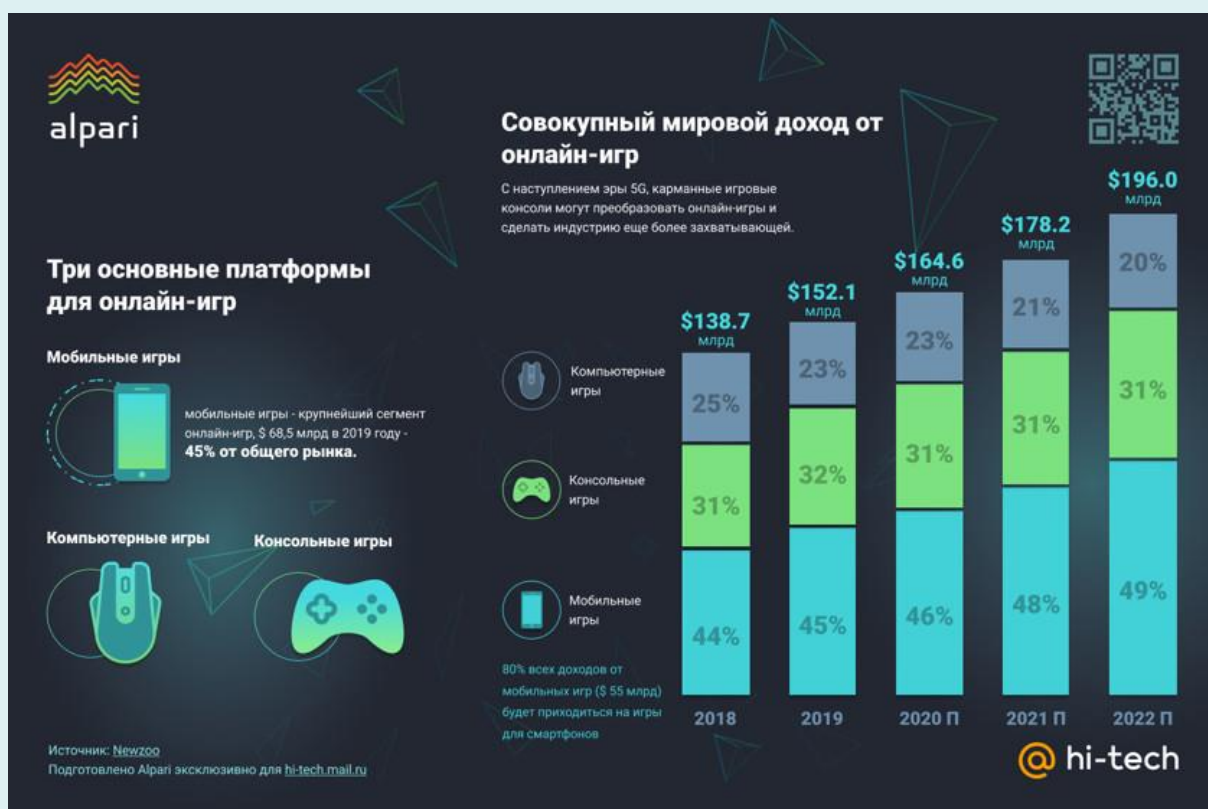 alpari
Три основные платформы
для онлайн-игр
Мобильные игры
мобильные игры - крупнейший сегмент
онлайн-игр, $ 68,5 млрд в 2019 году -
45% от общего рынка.
Компьютерные игры
Консольные игры
Источник: Newzoo
Подготовлено Alpari эксклюзивно для hi-tech.mail.ru
Совокупный мировой доход от
онлайн-игр
С наступлением эры 5G, карманные игровые
консоли могут преобразовать онлайн-игры и
сделать индустрию еще более захватывающей.
Компьютерные
игры
Консольные
игры
Мобильные
игры
80% всех доходов от
мобильных игр ($ 55 млрд)
будет приходиться на игры
для смартфонов
$138.7
млрд
25%
31%
44%
2018
$152.1
млрд
23%
32%
45%
2019
$164.6
млрд
23%
31%
46%
2020 П
$178.2
млрд
21%
31%
48%
2021 П
$196.0
млрд
20%
31%
49%
2022 П
@ hi-tech